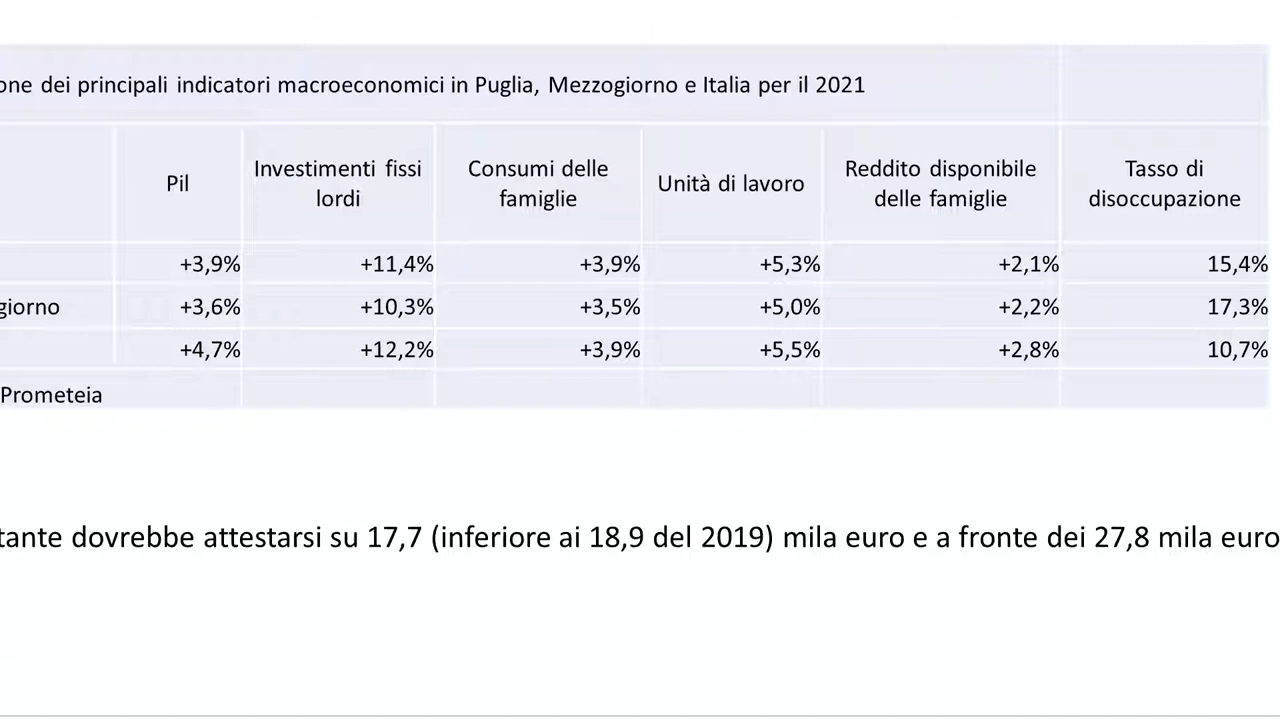 one dei principali indicatori macroeconomici in Puglia, Mezzogiorno e Italia per il 2021
Pil Investimenti fissi lordi Consumi delle famiglie Unità di lavoro Reddito disponibile delle famiglie Tasso di disoccupazione
+3,9% +11,4% +3,9% +5,3% +2,1% 15,4%
giorno +3,6% +10,3% +3,5% +5,0% +2,2% 17,3%
+4,7% +12,2% +3,9% +5,5% +2,8% 10,7%
Prometeia
tante dovrebbe attestarsi su 17,7 (inferiore ai 18,9 del 2019) mila euro e a fronte dei 27,8 mila euro